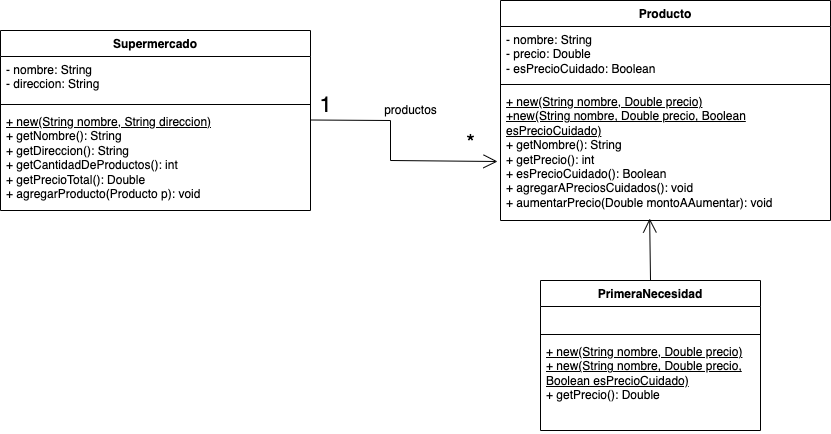 Supermercado
- nombre: String
- direccion: String
+ new(String nombre, String direccion)
+ getNombre(): String
+ getDireccion(): String
+ getCantidadDeProductos(): int
+ getPrecioTotal(): Double
+ agregarProducto(Producto p): void
1
productos
*
Producto
- nombre: String
- precio: Double
- esPrecioCuidado: Boolean
+ new(String nombre, Double precio)
+new(String nombre, Double precio, Boolean
esPrecioCuidado)
+ getNombre(): String
+ getPrecio(): int
+ esPrecioCuidado(): Boolean
+ agregarAPreciosCuidados(): void
+ aumentarPrecio(Double montoAAumentar): void
PrimeraNecesidad
+ new(String nombre, Double precio)
+ new(String nombre, Double precio,
Boolean esPrecioCuidado)
+ getPrecio(): Double